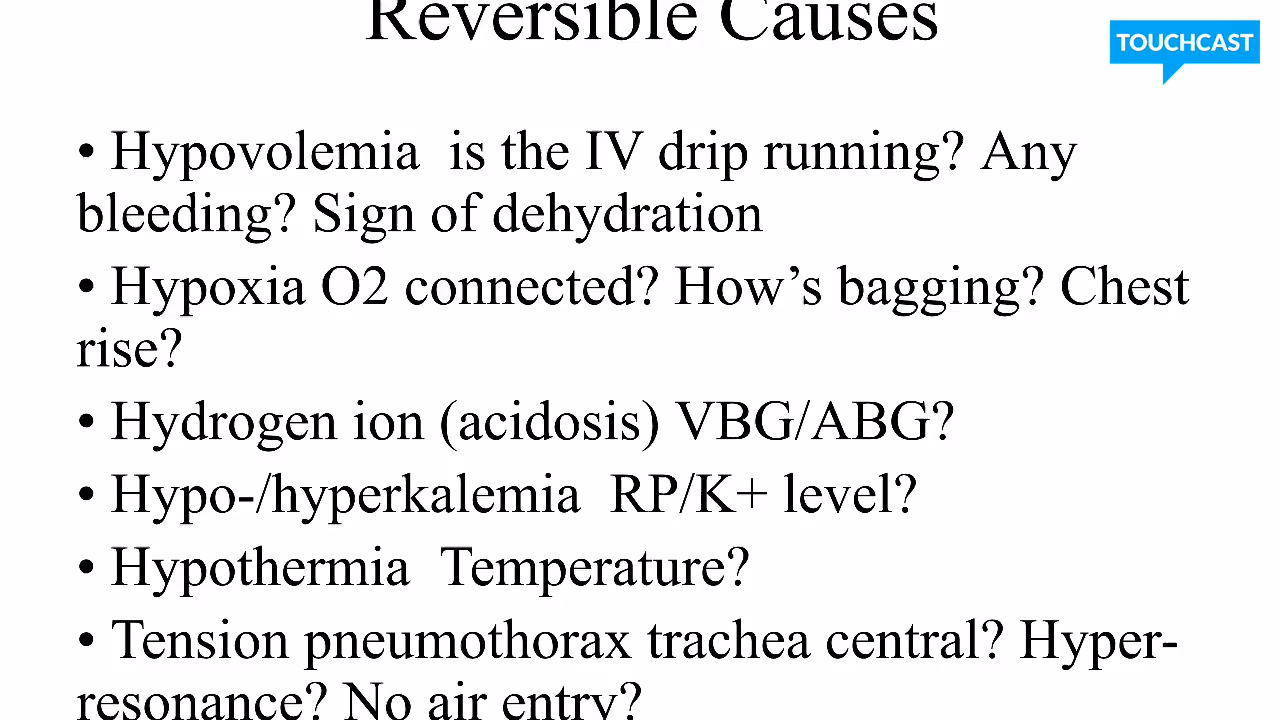 Reversible Causes
TOUCHCAST
• Hypovolemia  is the IV drip running? Any
bleeding? Sign of dehydration
• Hypoxia O2 connected? How’s bagging? Chest
rise?
• Hydrogen ion (acidosis) VBG/ABG?
• Hypo-/hyperkalemia  RP/K+ level?
• Hypothermia  Temperature?
• Tension pneumothorax trachea central? Hyper-
resonance? No air entry?